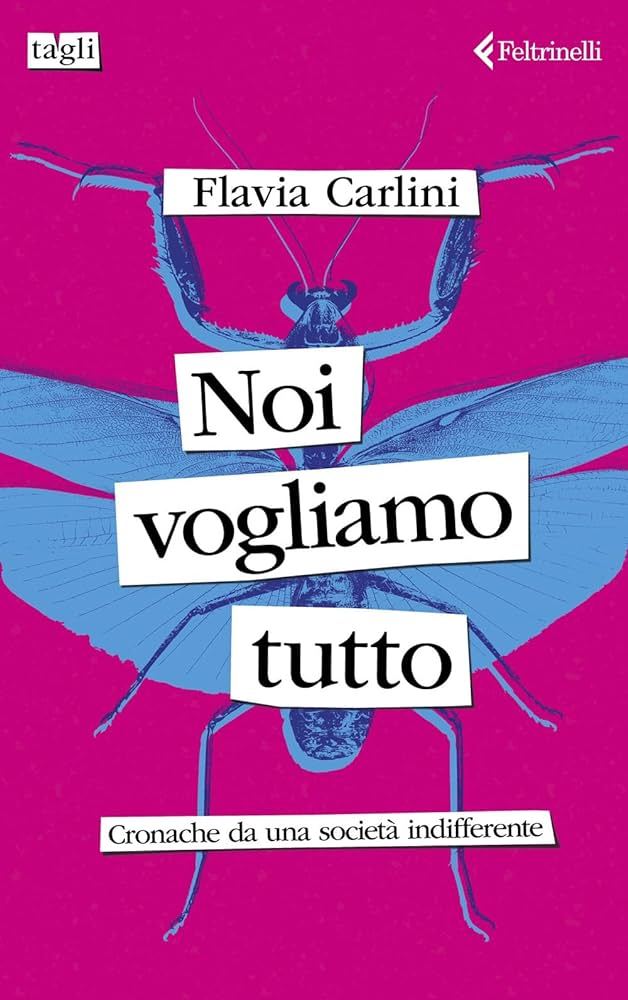 tagli
Feltrinelli
Flavia Carlini
Noi
vogliamo
tutto
Cronache da una società indifferente